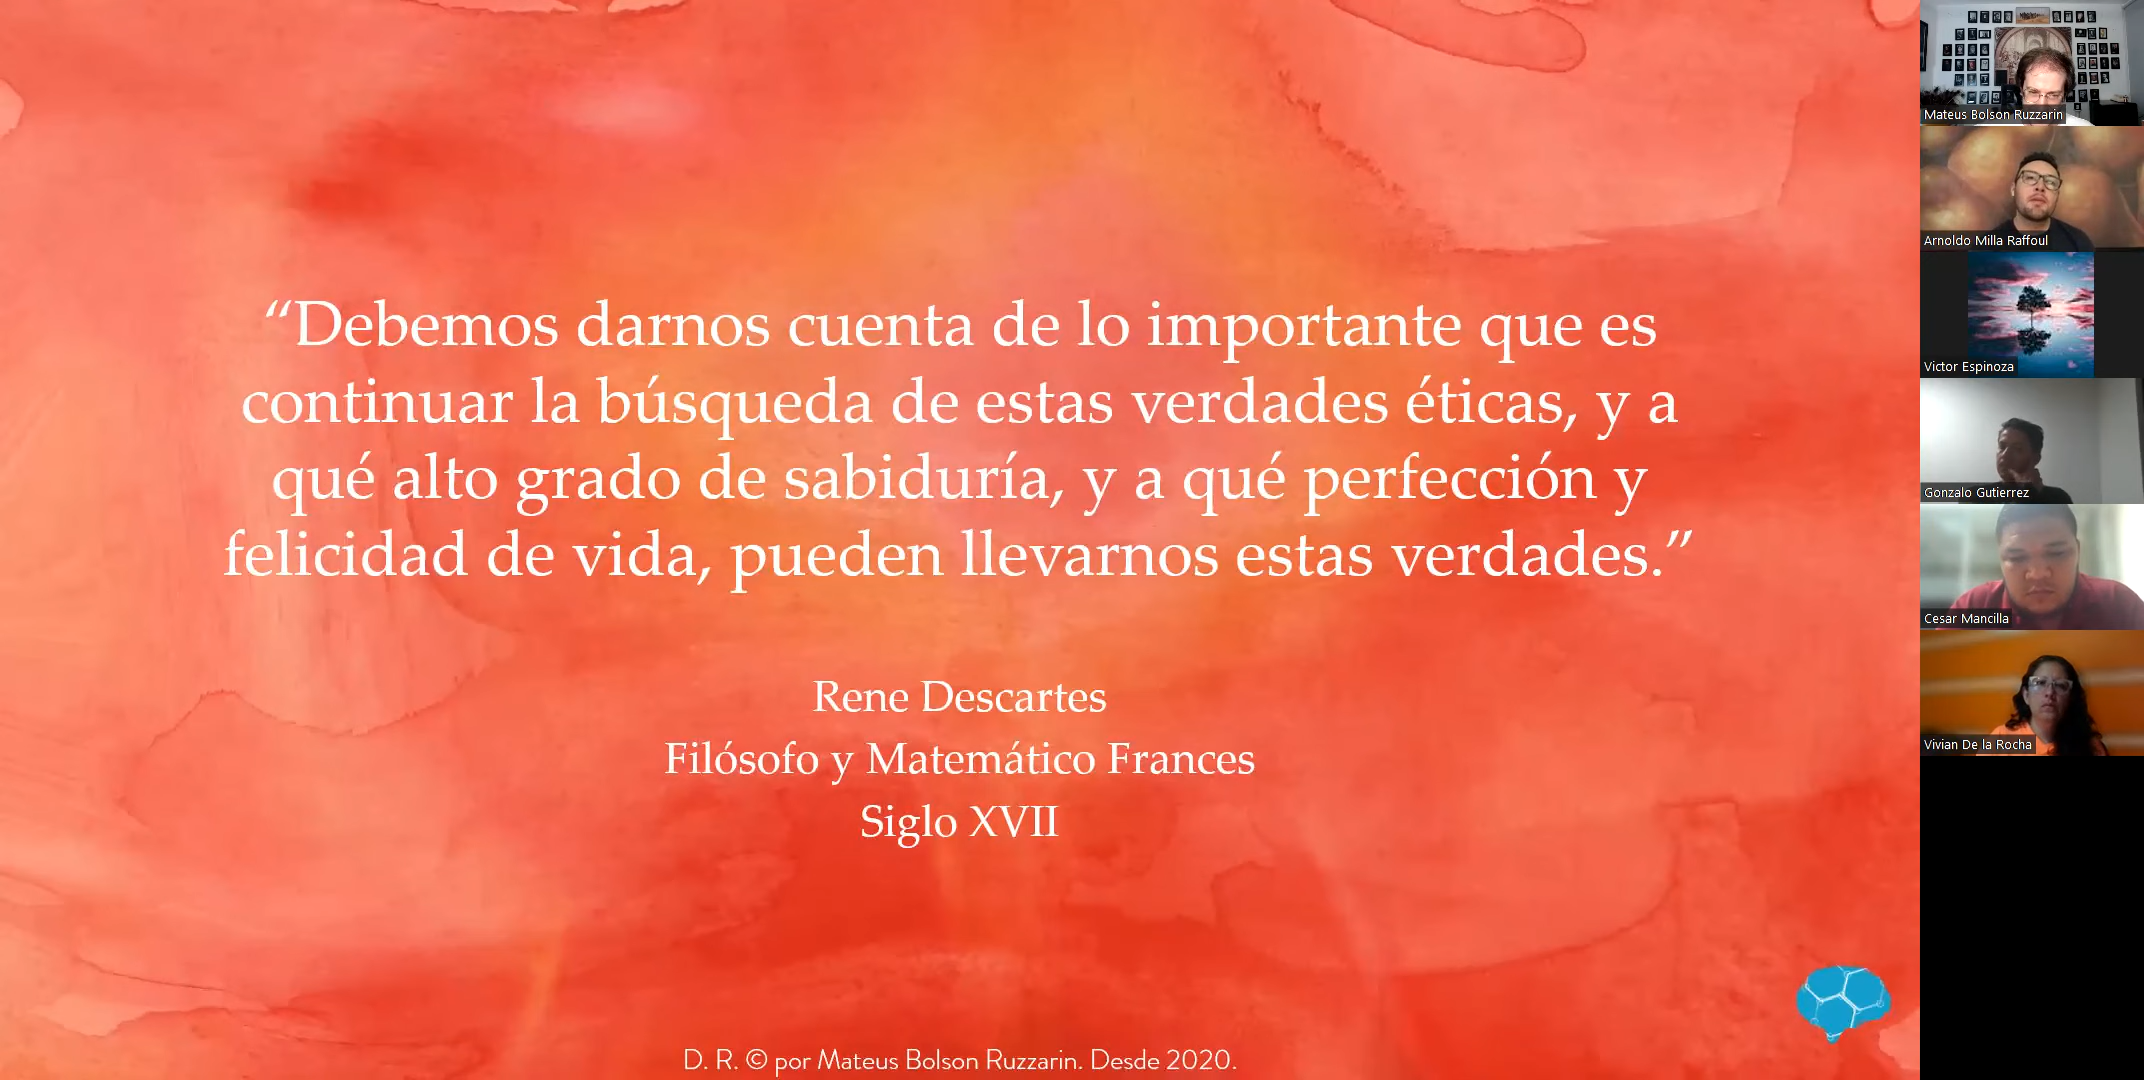 “Debemos darnos cuenta de lo importante que es
continuar la búsqueda de estas verdades éticas, y a
qué alto grado de sabiduría, y a qué perfección y
felicidad de vida, pueden llevarnos estas verdades.”
Rene Descartes
Filósofo y Matemático Frances
Siglo XVII
D. R. © por Mateus Bolson Ruzzarin. Desde 2020.
Mateus Bolson Ruzzarin
Arnoldo Milla Raffoul
Victor Espinoza
Gonzalo Gutierrez
Cesar Mancilla
Vivian De la Rocha